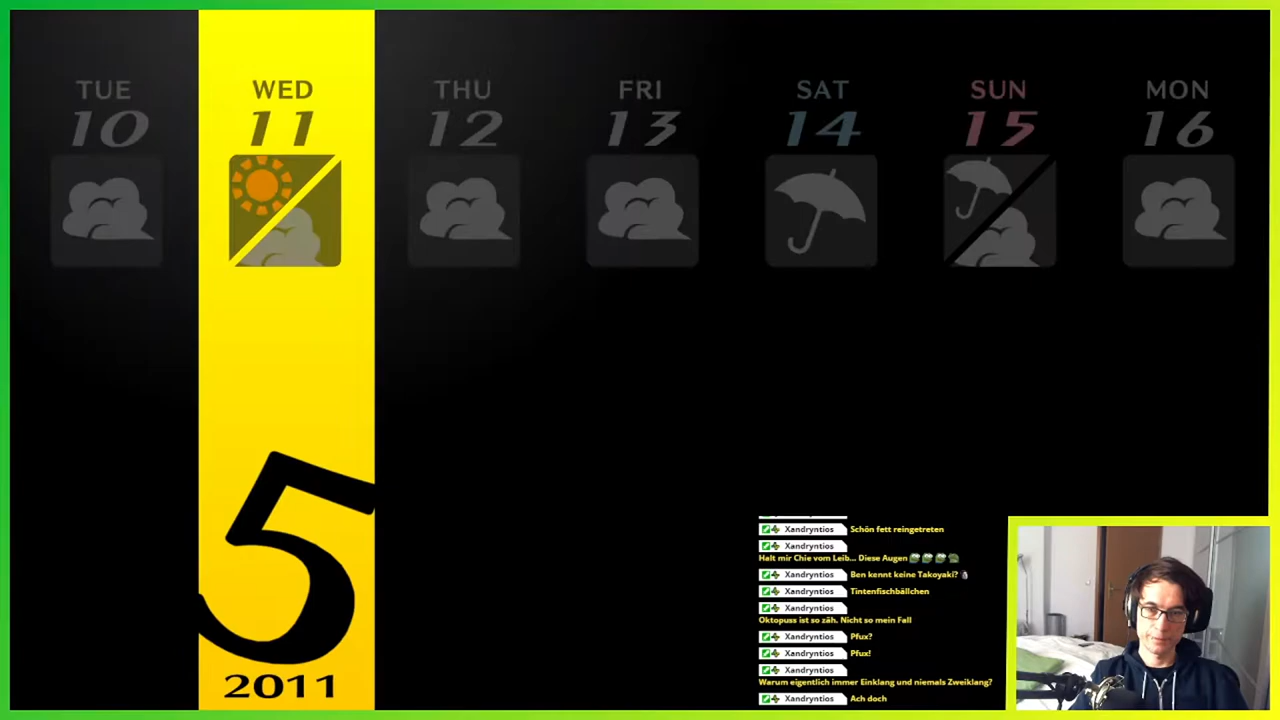 TUE WED THU FRI SAT SUN MON
10 11 12 13 14 15 16
5
2011
Xandryntios Schön fett reingetreten
Xandryntios
Halt mir Chie vom Leib... Diese Augen
Xandryntios Ben kennt keine Takoyaki?
Xandryntios Tintenfischbällchen
Xandryntios
Oktopuss ist so zäh. Nicht so mein Fall
Xandryntios Pfux?
Xandryntios Pfux!
Xandryntios
Warum eigentlich immer Einklang und niemals Zweiklang?
Xandryntios Ach doch